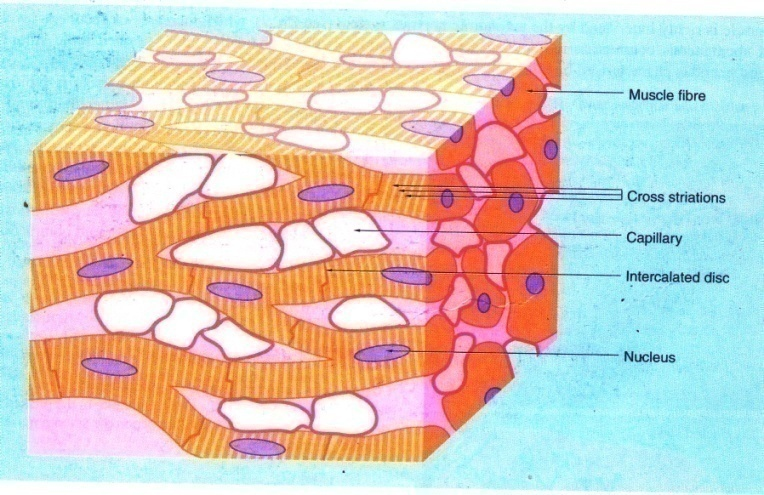 Muscle fibre
Cross striations
Capillary
Intercalated disc
Nucleus